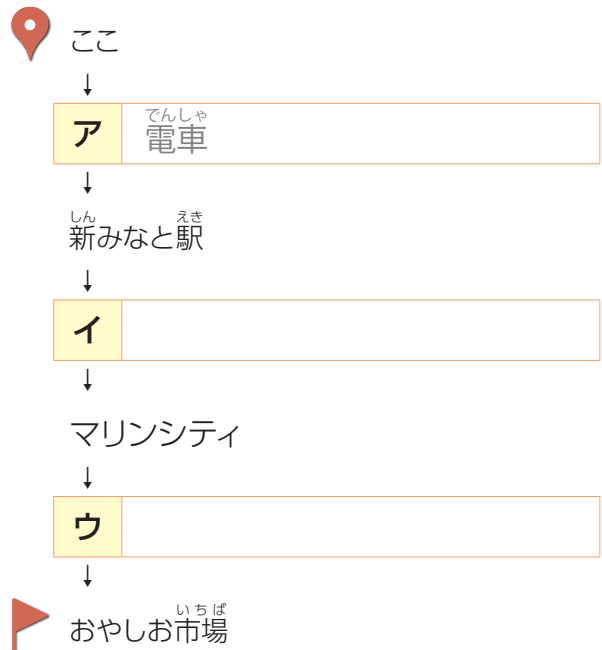 ここ
↓
ア 電車
でんしゃ
↓
新みなと駅
しん えき
↓
イ
↓
マリンシティ
↓
ウ
↓
おやしお市場
いちば